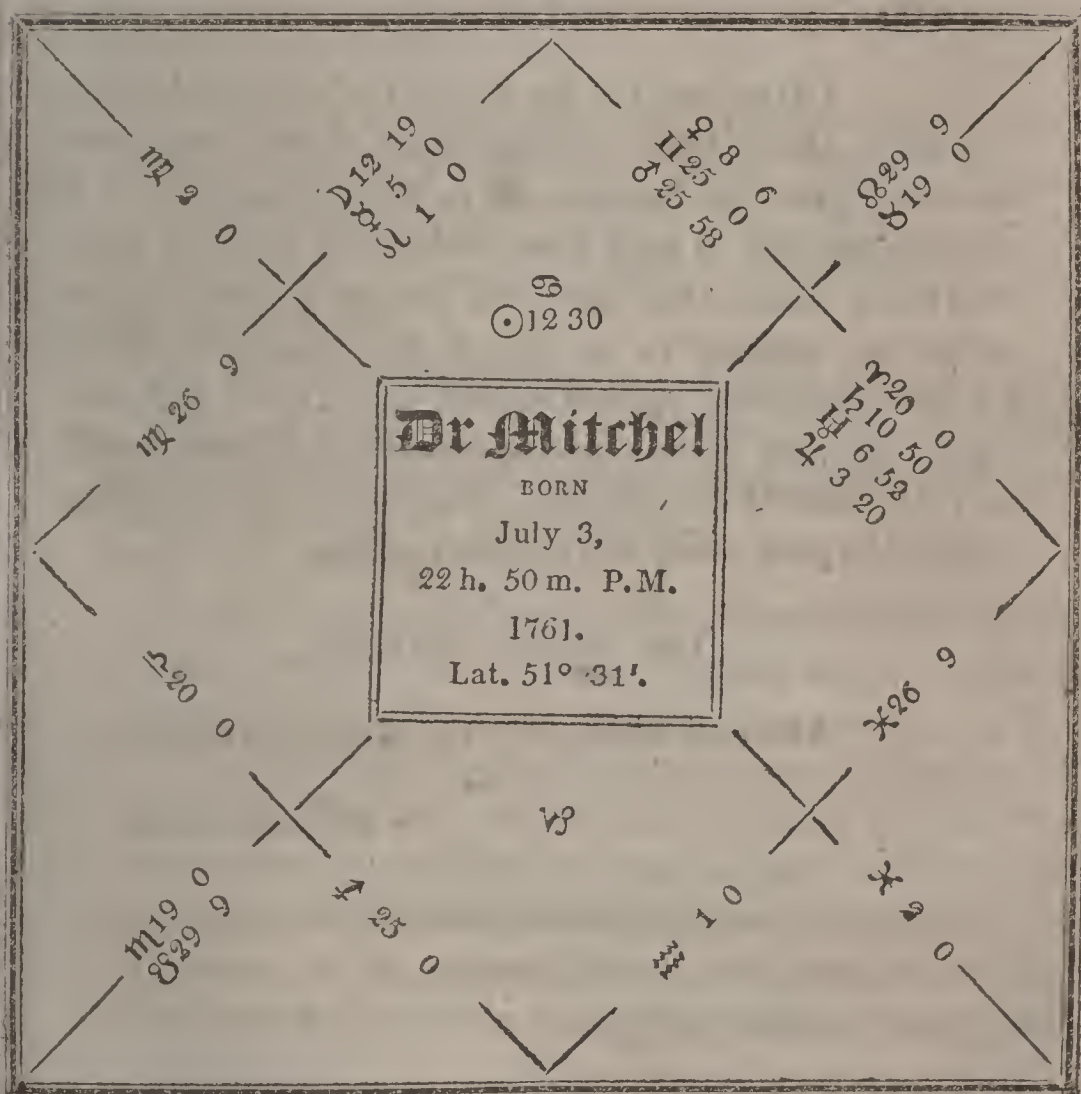 ♍ 2 0
☽ 12 19
☿ 5 0
♌ 1 0
♀ 8 6
♊ 25 0
♂ 25 58
☊ 29 9
♉ 19 0
♋
☉ 12 30
♍ 26 9
♈ 20 0
♄ 10 50
♅ 6 52
♃ 3 20
Dr Mitchel
BORN
July 3,
22 h. 50 m. P.M.
1761.
Lat. 51° 31'.
♎ 20 0
♓ 26 9
♏ 19 0
☋ 29 9
♐ 25 0
♑
♒ 1 0
♓ 2 0